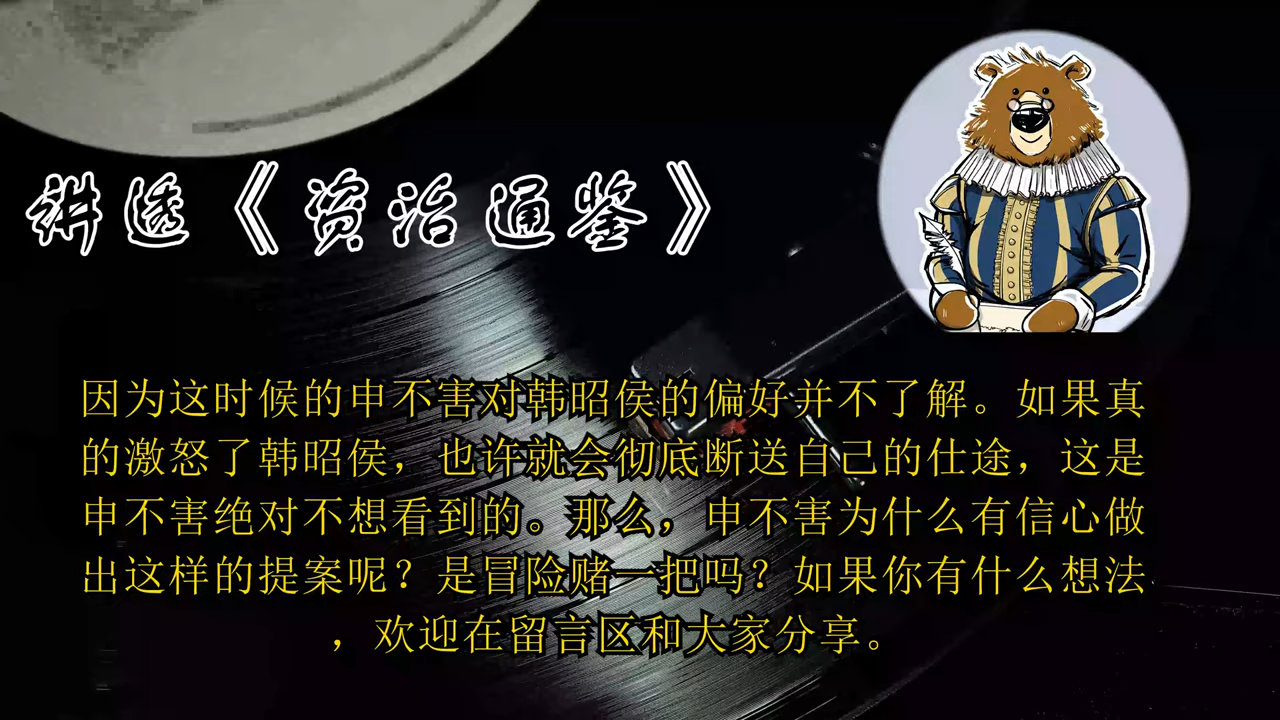 讲透《资治通鉴》
因为这时候的申不害对韩昭侯的偏好并不了解。如果真
的激怒了韩昭侯，也许就会彻底断送自己的仕途，这是
申不害绝对不想看到的。那么，申不害为什么有信心做
出这样的提案呢？是冒险赌一把吗？如果你有什么想法
，欢迎在留言区和大家分享。